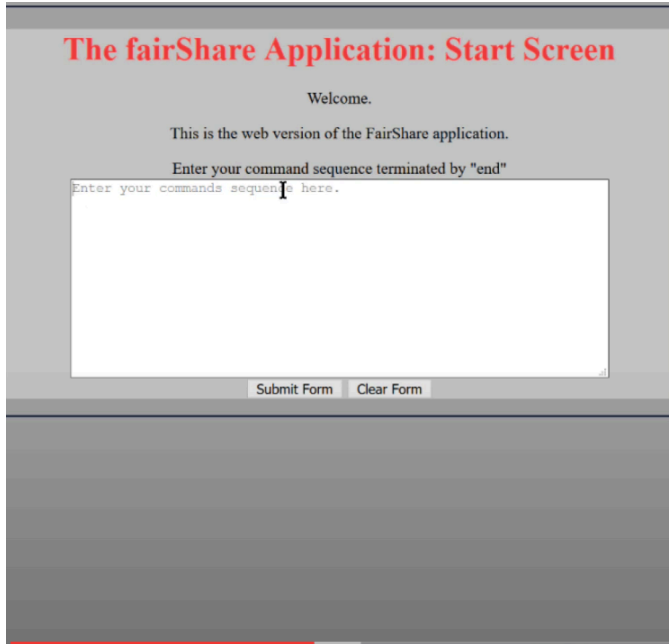 The fairShare Application: Start Screen
Welcome.
This is the web version of the FairShare application.
Enter your command sequence terminated by "end"
Enter your commands sequence here.
Submit Form Clear Form